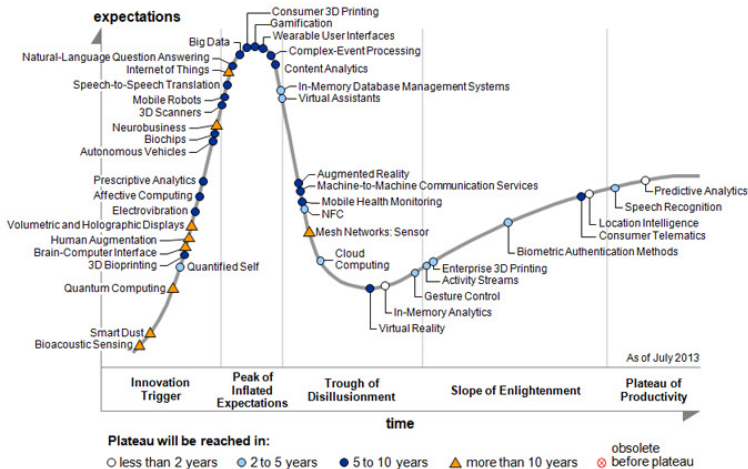 expectations
Consumer 3D Printing
Gamification
Wearable User Interfaces
Big Data
Complex-Event Processing
Natural-Language Question Answering
Content Analytics
Internet of Things
In-Memory Database Management Systems
Speech-to-Speech Translation
Virtual Assistants
Mobile Robots
3D Scanners
Neurobusiness
Biochips
Autonomous Vehicles
Augmented Reality
Prescriptive Analytics
Machine-to-Machine Communication Services
Predictive Analytics
Affective Computing
Mobile Health Monitoring
Speech Recognition
Electrovibration
NFC
Location Intelligence
Volumetric and Holographic Displays
Mesh Networks: Sensor
Consumer Telematics
Human Augmentation
Brain-Computer Interface
Biometric Authentication Methods
3D Bioprinting
Quantified Self
Cloud
Computing
Enterprise 3D Printing
Activity Streams
Quantum Computing
Gesture Control
In-Memory Analytics
Virtual Reality
Smart Dust
Bioacoustic Sensing
As of July 2013
Innovation
Trigger
Peak of
Inflated
Expectations
Trough of
Disillusionment
Slope of Enlightenment
Plateau of
Productivity
time
Plateau will be reached in:
less than 2 years
2 to 5 years
5 to 10 years
more than 10 years
obsolete
before plateau